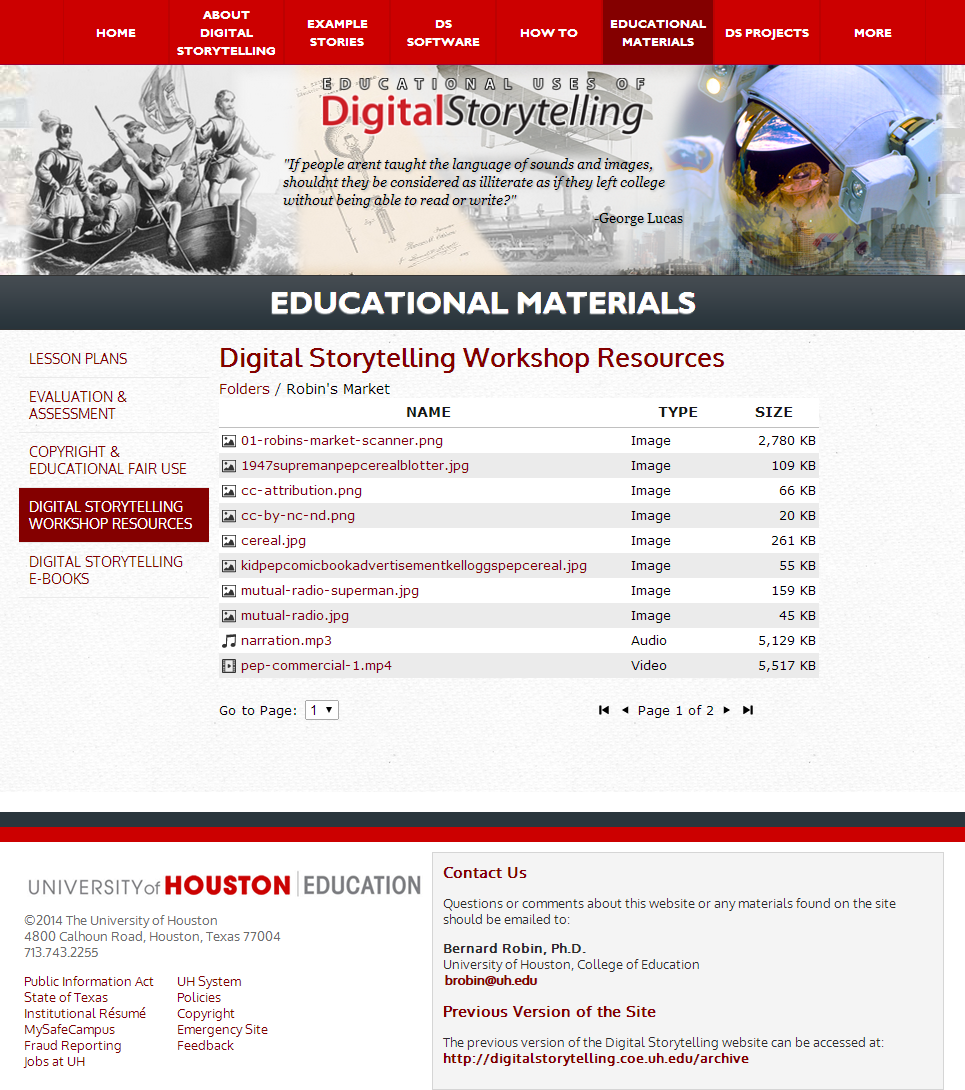 HOME
ABOUT DIGITAL STORYTELLING
EXAMPLE STORIES
DS SOFTWARE
HOW TO
EDUCATIONAL MATERIALS
DS PROJECTS
MORE
EDUCATIONAL USES OF
DigitalStorytelling
"If people arent taught the language of sounds and images,
shouldnt they be considered as illiterate as if they left college
without being able to read or write?"
-George Lucas
EDUCATIONAL MATERIALS
LESSON PLANS
EVALUATION &
ASSESSMENT
COPYRIGHT &
EDUCATIONAL FAIR USE
DIGITAL STORYTELLING
WORKSHOP RESOURCES
DIGITAL STORYTELLING
E-BOOKS
Digital Storytelling Workshop Resources
Folders / Robin's Market
NAME TYPE SIZE
01-robins-market-scanner.png Image 2,780 KB
1947supremanpepcerealblotter.jpg Image 109 KB
cc-attribution.png Image 66 KB
cc-by-nc-nd.png Image 20 KB
cereal.jpg Image 261 KB
kidpepcomicbookadvertisementkelloggspepcereal.jpg Image 55 KB
mutual-radio-superman.jpg Image 159 KB
mutual-radio.jpg Image 45 KB
narration.mp3 Audio 5,129 KB
pep-commercial-1.mp4 Video 5,517 KB
Go to Page: 1 Page 1 of 2
UNIVERSITY of HOUSTON EDUCATION
©2014 The University of Houston
4800 Calhoun Road, Houston, Texas 77004
713.743.2255
Public Information Act UH System
State of Texas Policies
Institutional Résumé Copyright
MySafeCampus Emergency Site
Fraud Reporting Feedback
Jobs at UH
Contact Us
Questions or comments about this website or any materials found on the site
should be emailed to:
Bernard Robin, Ph.D.
University of Houston, College of Education
brobin@uh.edu
Previous Version of the Site
The previous version of the Digital Storytelling website can be accessed at:
http://digitalstorytelling.coe.uh.edu/archive